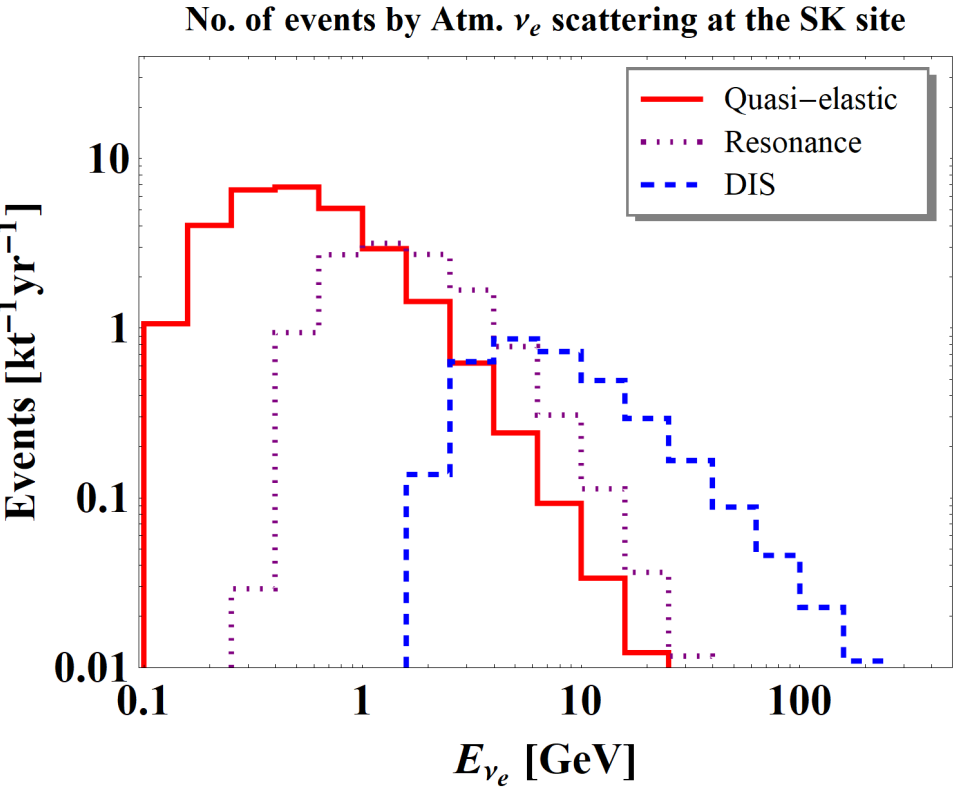 No. of events by Atm. νe scattering at the SK site
Quasi−elastic
Resonance
DIS
Events [kt−1yr−1]
10
1
0.1
0.01
0.1 1 10 100
Eνe [GeV]